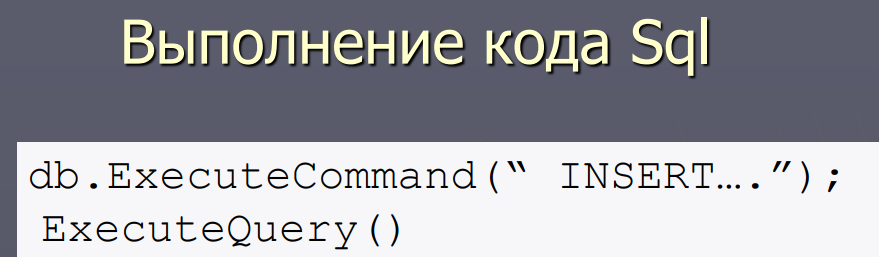 Выполнение кода Sql
db.ExecuteCommand(“ INSERT….”);
ExecuteQuery()